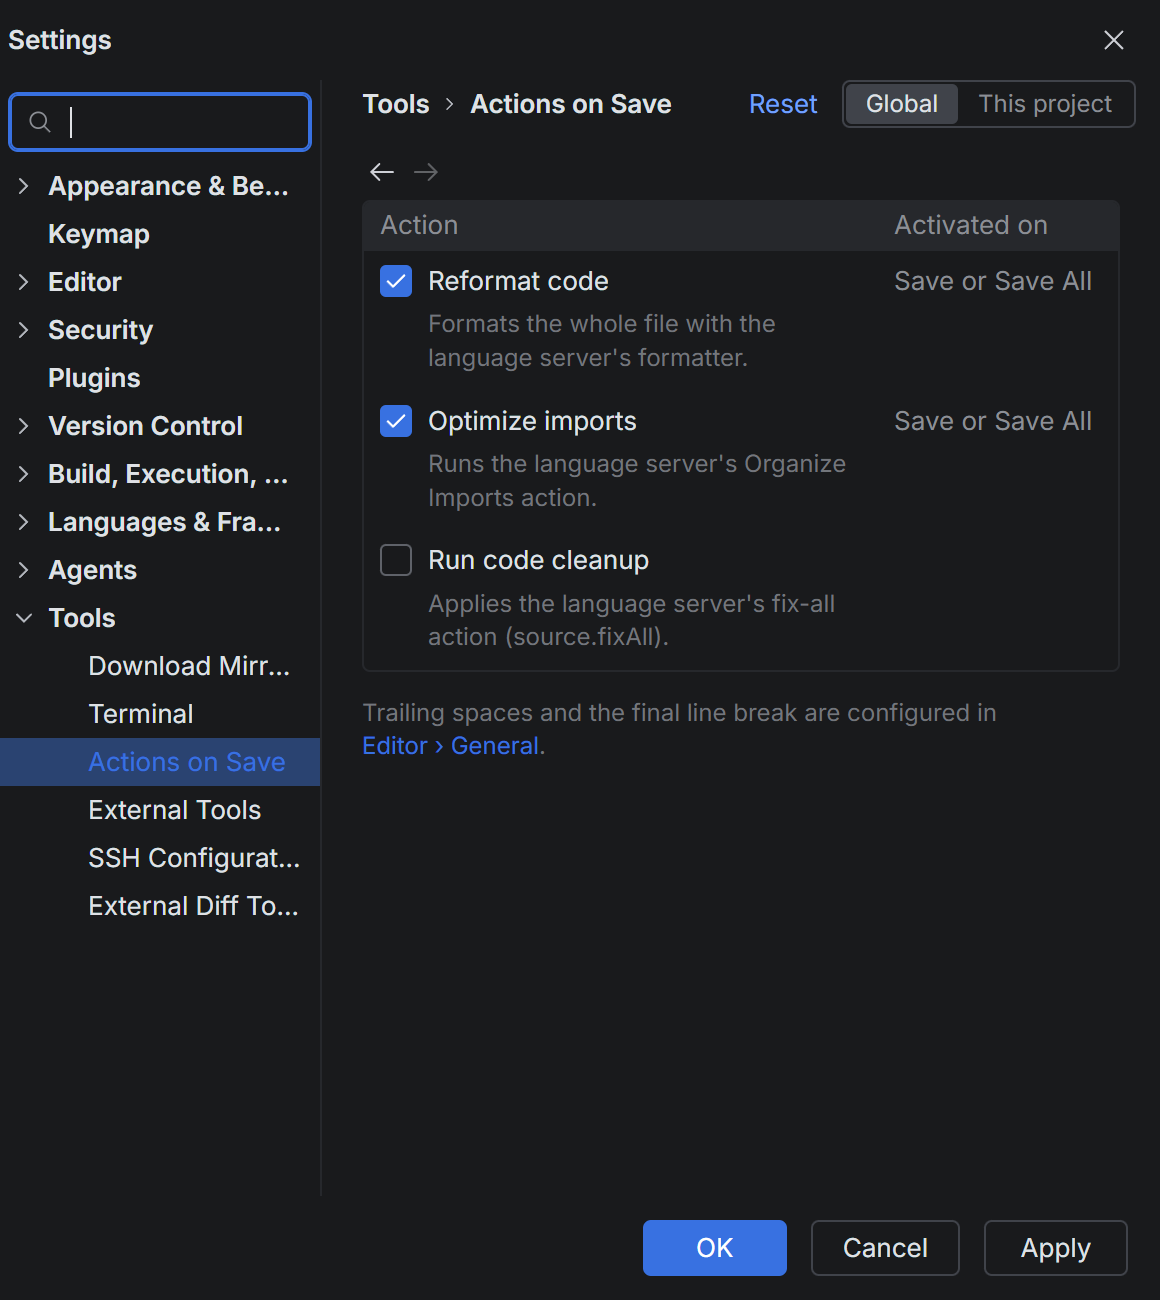 Settings
Appearance & Be...
Keymap
Editor
Security
Plugins
Version Control
Build, Execution, ...
Languages & Fra...
Agents
Tools
Download Mirr...
Terminal
Actions on Save
External Tools
SSH Configurat...
External Diff To...
Tools › Actions on Save
Reset
Global
This project
Action
Activated on
Reformat code
Save or Save All
Formats the whole file with the
language server's formatter.
Optimize imports
Save or Save All
Runs the language server's Organize
Imports action.
Run code cleanup
Applies the language server's fix-all
action (source.fixAll).
Trailing spaces and the final line break are configured in
Editor › General.
OK
Cancel
Apply